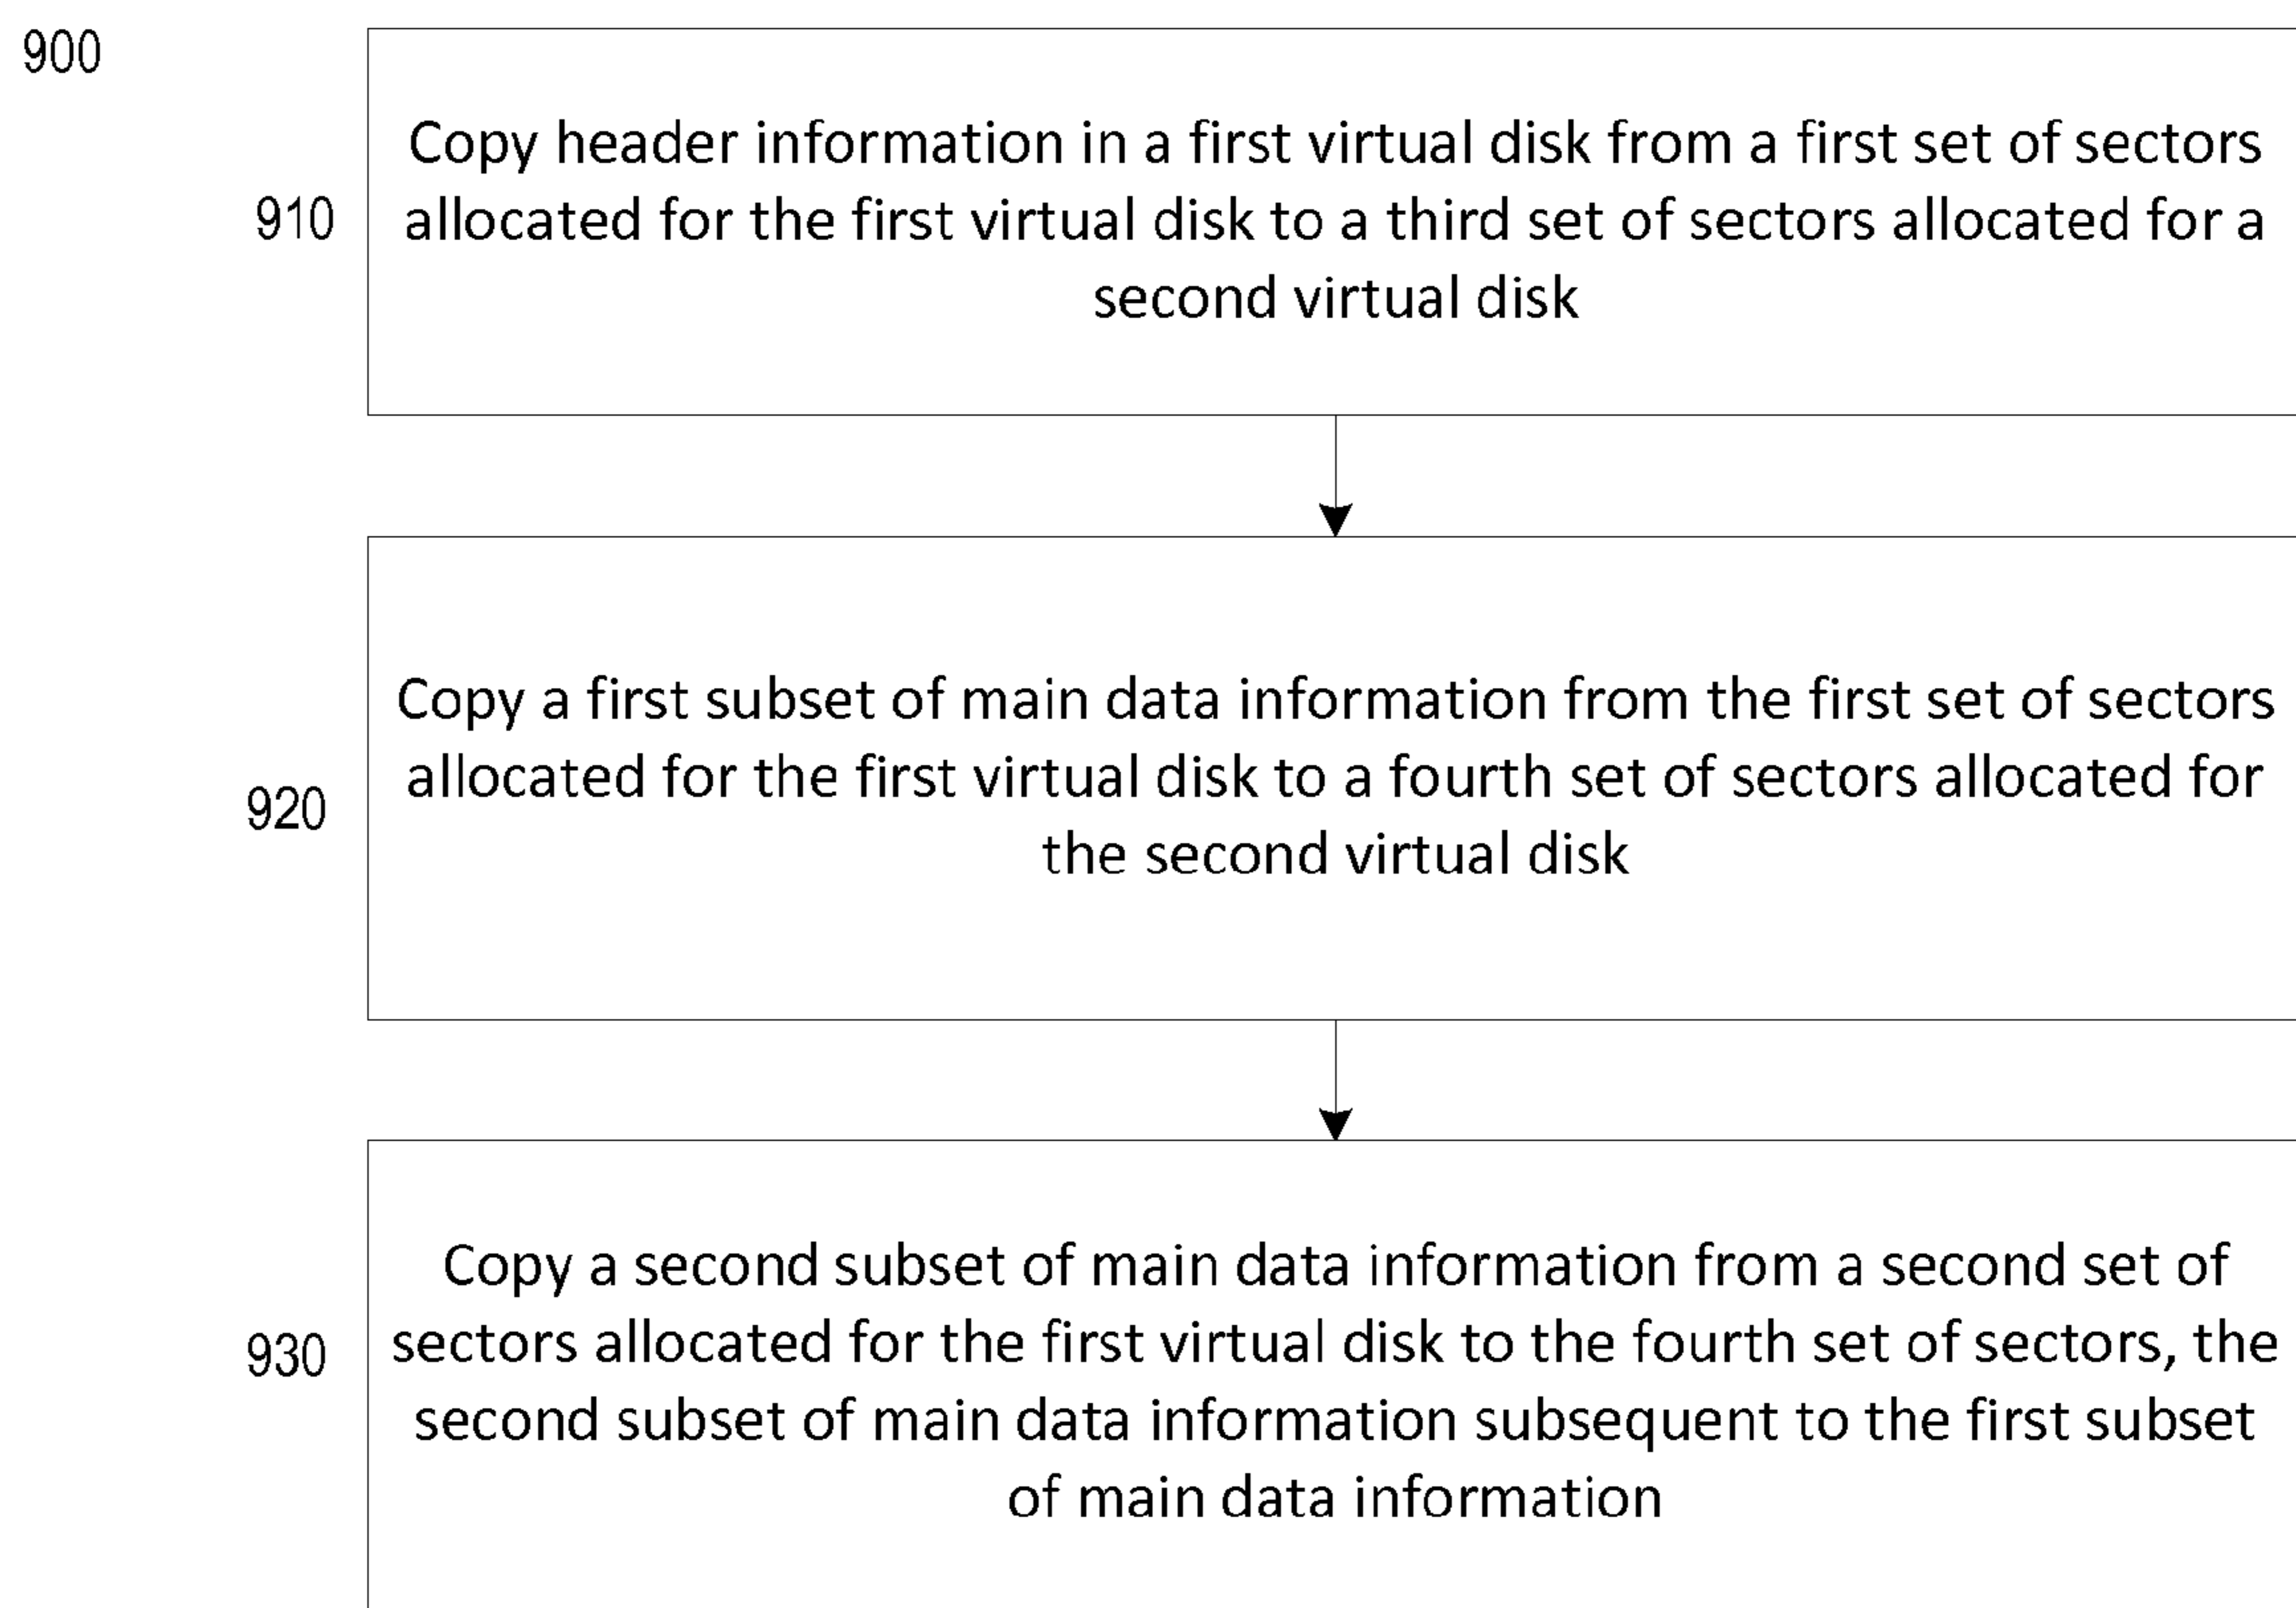 900
Copy header information in a first virtual disk from a first set of sectors
910
allocated for the first virtual disk to a third set of sectors allocated for a
second virtual disk
Copy a first subset of main data information from the first set of sectors
allocated for the first virtual disk to a fourth set of sectors allocated for
920
the second virtual disk
Copy a second subset of main data information from a second set of
sectors allocated for the first virtual disk to the fourth set of sectors, the
930
second subset of main data information subsequent to the first subset
of main data information